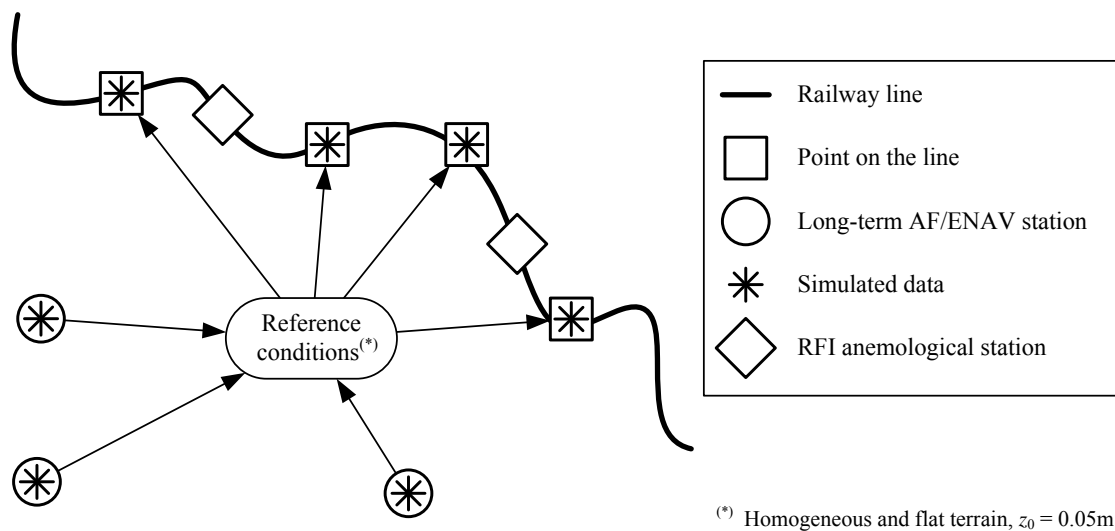 Railway line
Point on the line
Long-term AF/ENAV station
Simulated data
RFI anemological station
Reference
conditions(*)
(*) Homogeneous and flat terrain, z0 = 0.05m